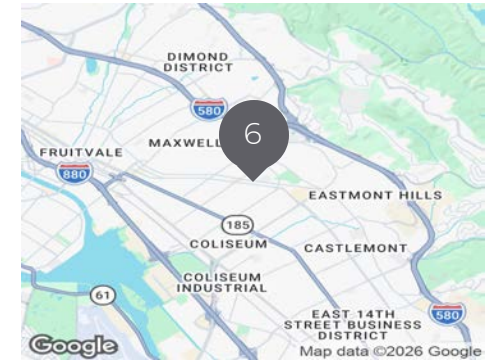 DIMOND
DISTRICT
580
MAXWELL
6
FRUITVALE
880
EASTMONT HILLS
185
COLISEUM
CASTLEMONT
COLISEUM
INDUSTRIAL
61
EAST 14TH
STREET BUSINESS
DISTRICT
580
Google
Map data ©2026 Google